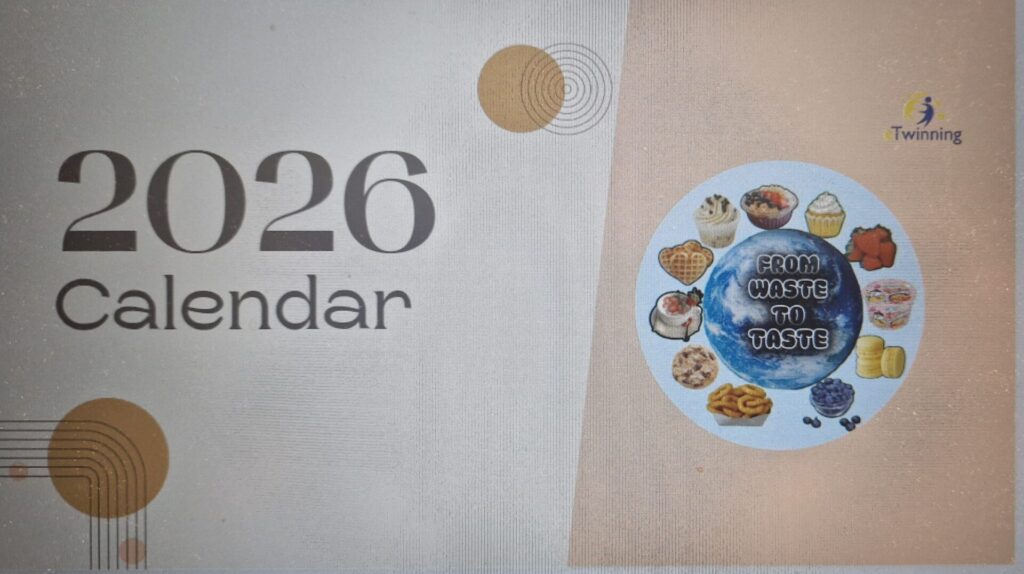 2026
Calendar
eTwinning
FROM
WASTE
TO
TASTE